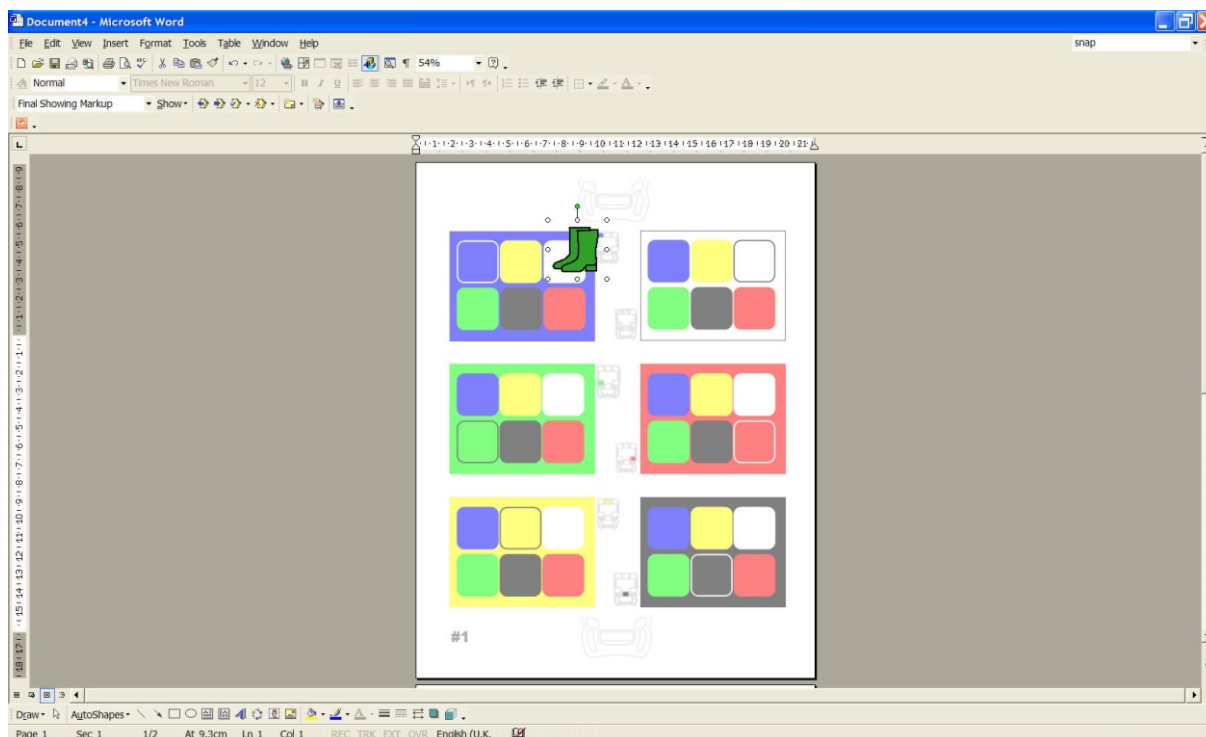 Document4 - Microsoft Word
File Edit View Insert Format Tools Table Window Help
snap
54%
Normal
Times New Roman
12
B I U
Final Showing Markup
Show
#1
Draw
AutoShapes
Page 1 Sec 1 1/2 At 9.3cm Ln 1 Col 1 REC TRK EXT OVR English (U.K.